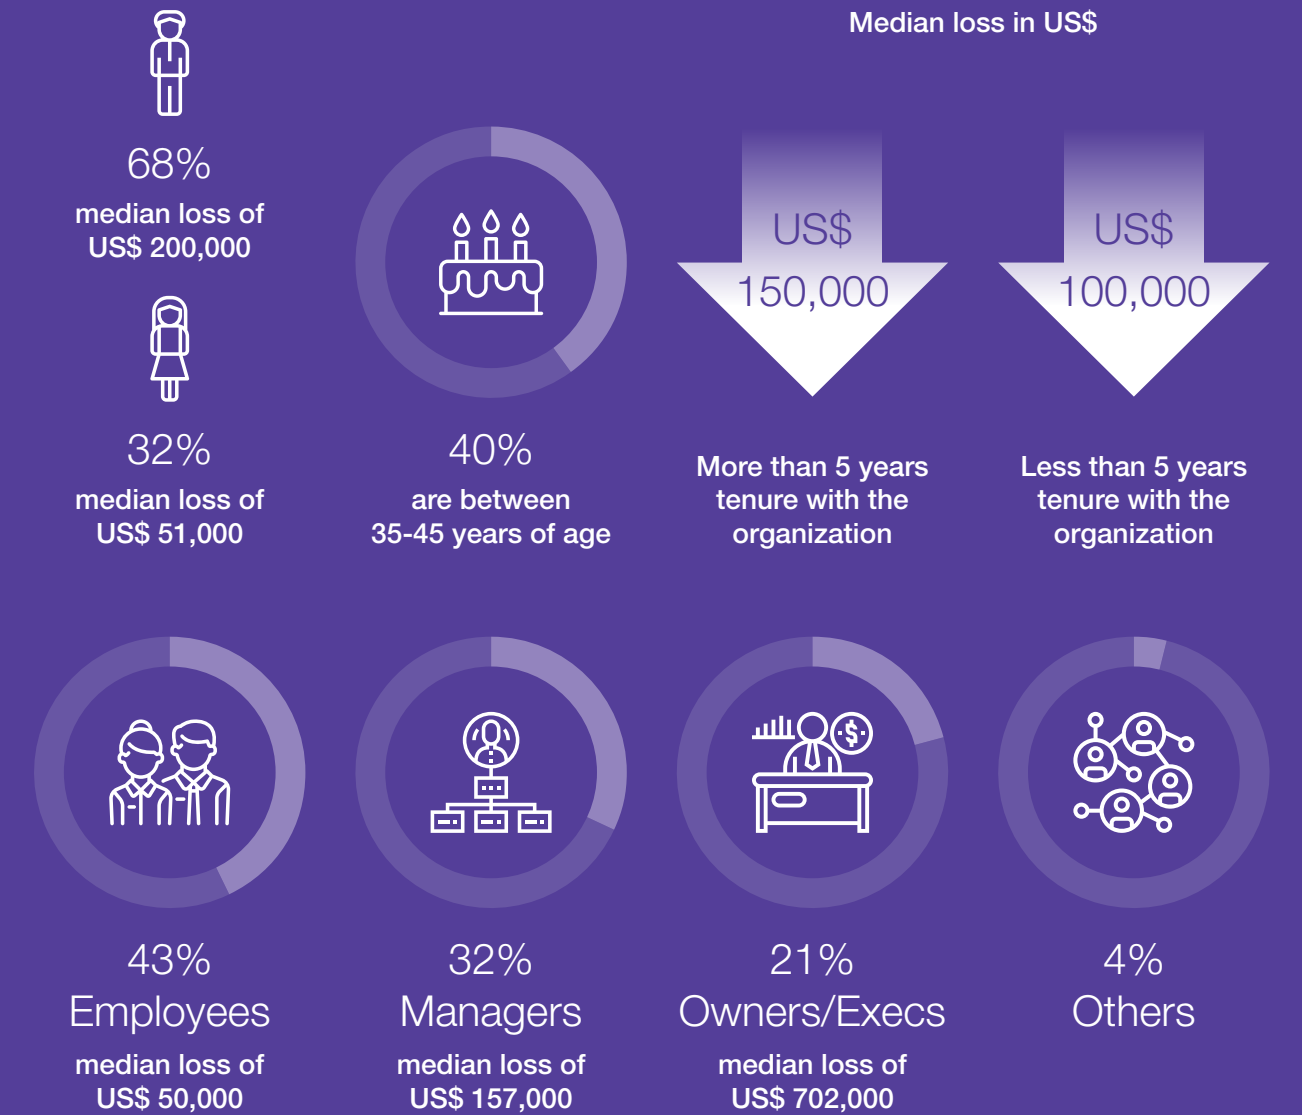 Median loss in US$
68%
median loss of
US$ 200,000
32%
median loss of
US$ 51,000
40%
are between
35-45 years of age
US$
150,000
More than 5 years
tenure with the
organization
US$
100,000
Less than 5 years
tenure with the
organization
43%
Employees
median loss of
US$ 50,000
32%
Managers
median loss of
US$ 157,000
21%
Owners/Execs
median loss of
US$ 702,000
4%
Others